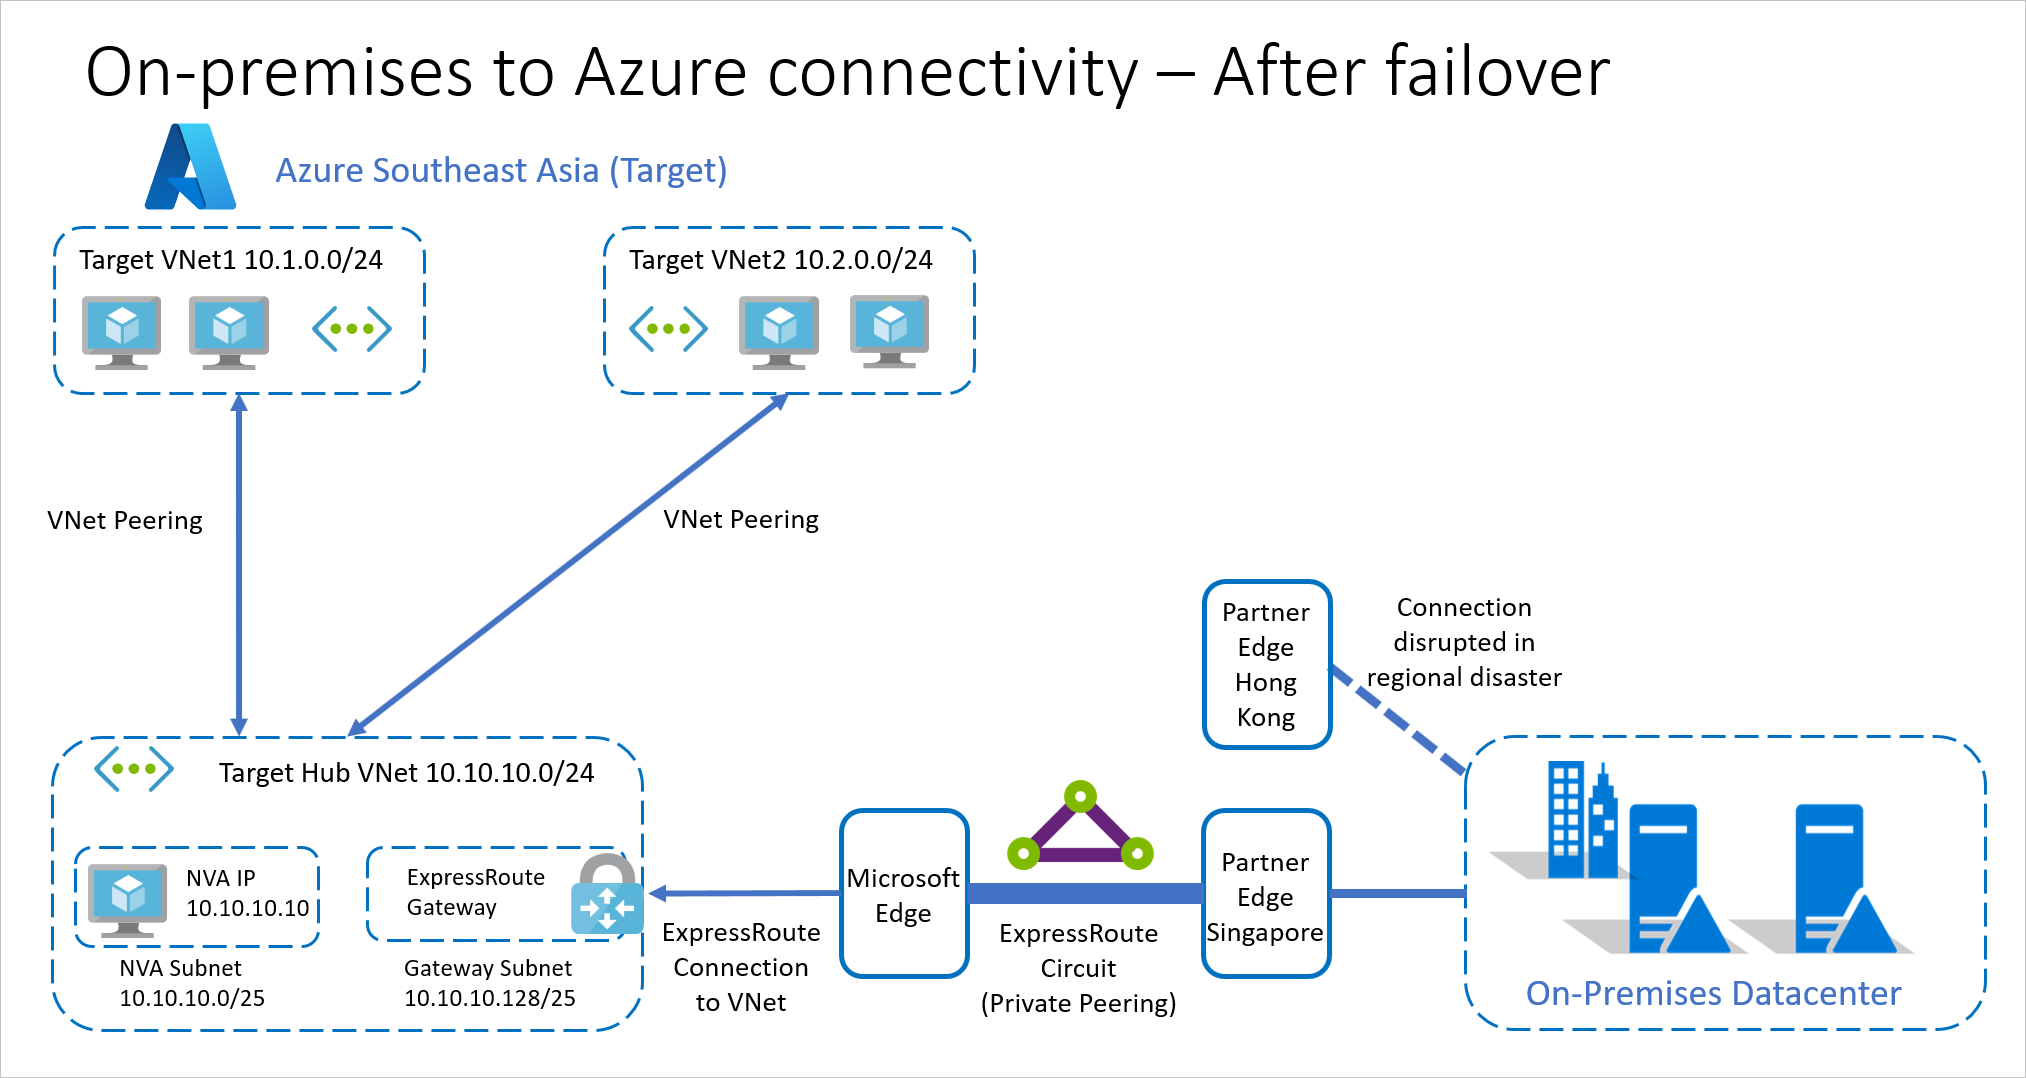 On-premises to Azure connectivity – After failover
Azure Southeast Asia (Target)
Target VNet1 10.1.0.0/24
Target VNet2 10.2.0.0/24
VNet Peering
VNet Peering
Partner
Edge
Hong
Kong
Connection
disrupted in
regional disaster
Target Hub VNet 10.10.10.0/24
NVA IP
10.10.10.10
NVA Subnet
10.10.10.0/25
ExpressRoute
Gateway
Gateway Subnet
10.10.10.128/25
ExpressRoute
Connection
to VNet
Microsoft
Edge
ExpressRoute
Circuit
(Private Peering)
Partner
Edge
Singapore
On-Premises Datacenter